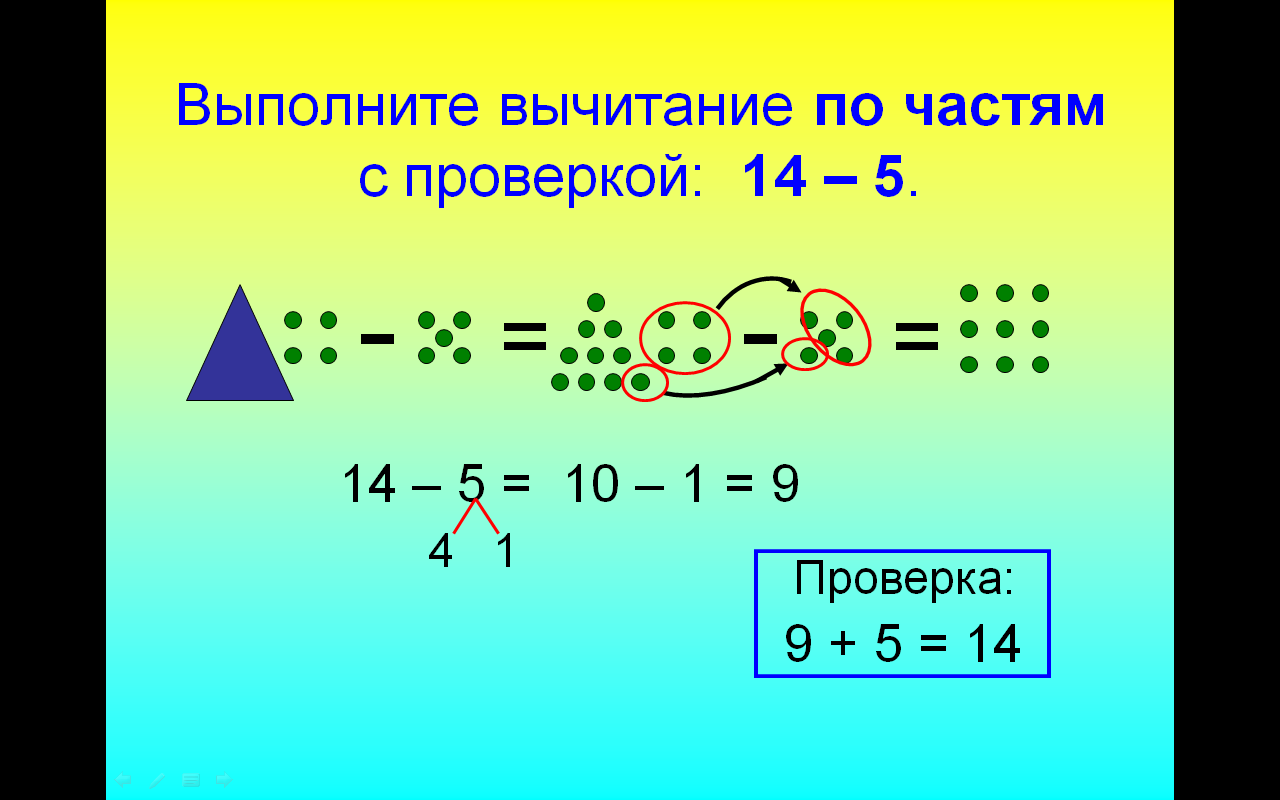 Выполните вычитание по частям
с проверкой: 14 – 5.
- = - =
14 – 5 = 10 – 1 = 9
4 1
Проверка:
9 + 5 = 14